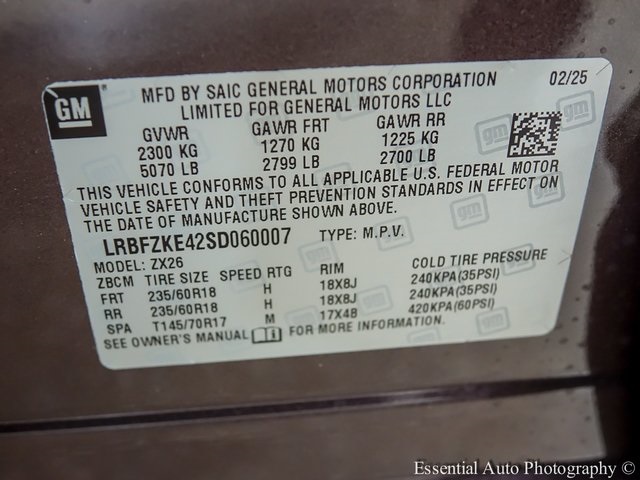 GM
MFD BY SAIC GENERAL MOTORS CORPORATION 02/25
LIMITED FOR GENERAL MOTORS LLC
GVWR GAWR FRT GAWR RR
2300 KG 1270 KG 1225 KG
5070 LB 2799 LB 2700 LB
THIS VEHICLE CONFORMS TO ALL APPLICABLE U.S. FEDERAL MOTOR
VEHICLE SAFETY AND THEFT PREVENTION STANDARDS IN EFFECT ON
THE DATE OF MANUFACTURE SHOWN ABOVE.
LRBFZKE42SD060007 TYPE: M.P.V.
MODEL: ZX26
ZBCM TIRE SIZE SPEED RTG RIM COLD TIRE PRESSURE
FRT 235/60R18 H 18X8J 240KPA(35PSI)
RR 235/60R18 H 18X8J 240KPA(35PSI)
SPA T145/70R17 M 17X4B 420KPA(60PSI)
SEE OWNER'S MANUAL FOR MORE INFORMATION.
Essential Auto Photography ©